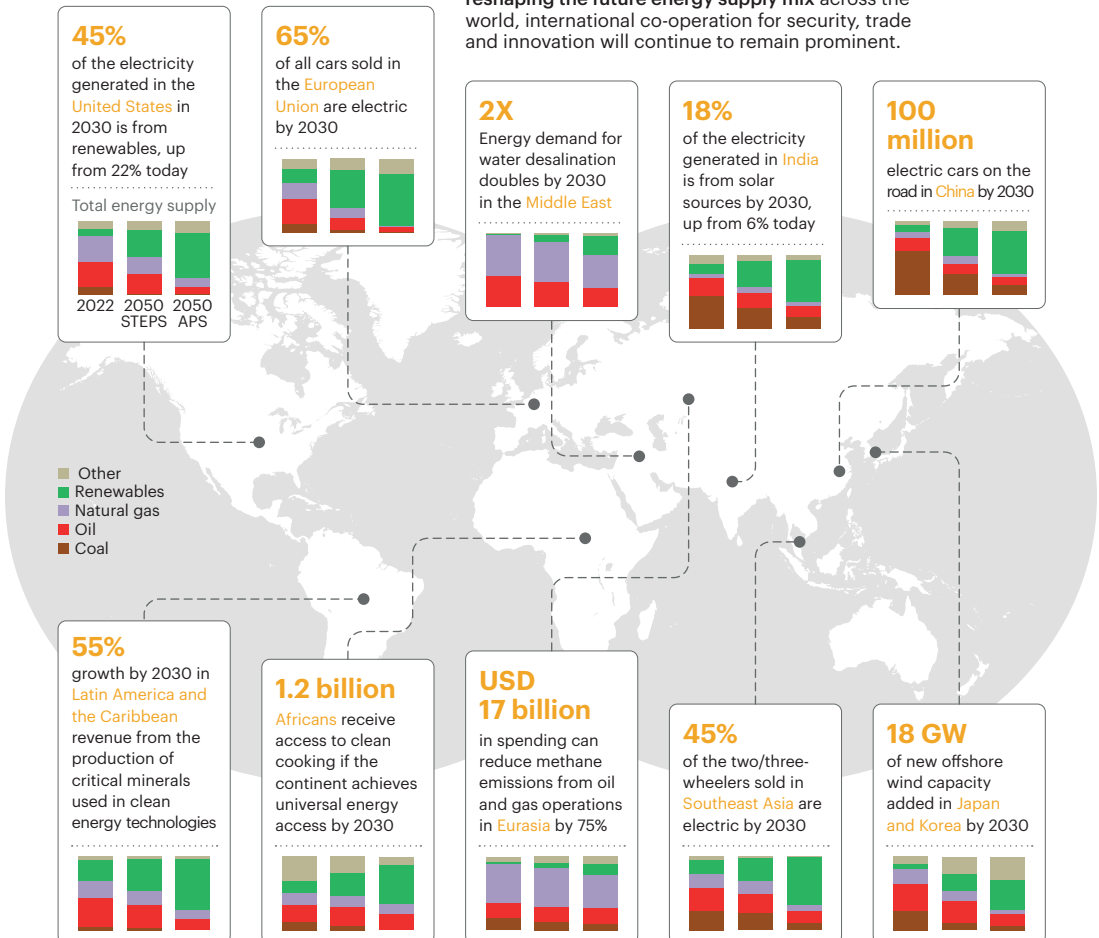 reshaping the future energy supply mix across the
world, international co-operation for security, trade
and innovation will continue to remain prominent.
45%
of the electricity
generated in the
United States in
2030 is from
renewables, up
from 22% today
Total energy supply
2022
2050
STEPS
2050
APS
65%
of all cars sold in
the European
Union are electric
by 2030
2X
Energy demand for
water desalination
doubles by 2030
in the Middle East
18%
of the electricity
generated in India
is from solar
sources by 2030,
up from 6% today
100
million
electric cars on the
road in China by 2030
Other
Renewables
Natural gas
Oil
Coal
55%
growth by 2030 in
Latin America and
the Caribbean
revenue from the
production of
critical minerals
used in clean
energy technologies
1.2 billion
Africans receive
access to clean
cooking if the
continent achieves
universal energy
access by 2030
USD
17 billion
in spending can
reduce methane
emissions from oil
and gas operations
in Eurasia by 75%
45%
of the two/three-
wheelers sold in
Southeast Asia are
electric by 2030
18 GW
of new offshore
wind capacity
added in Japan
and Korea by 2030